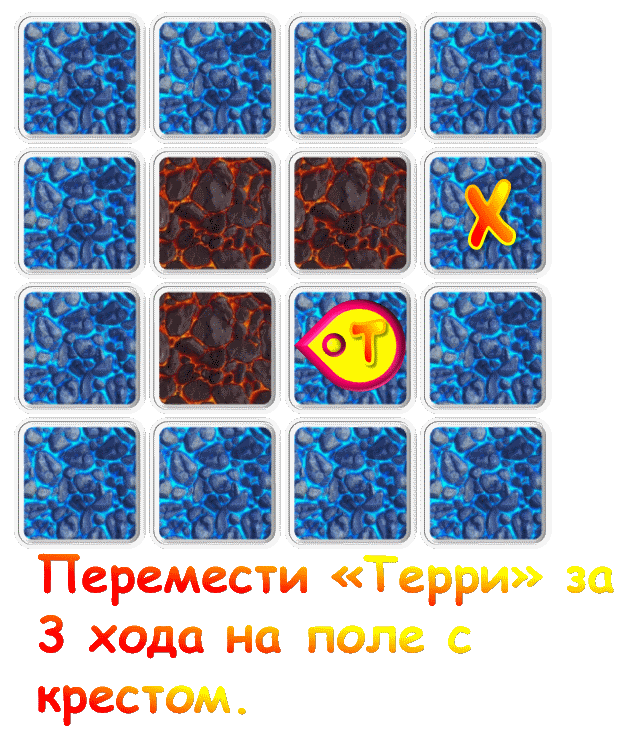 Х
Т
Перемести «Терри» за
3 хода на поле с
крестом.